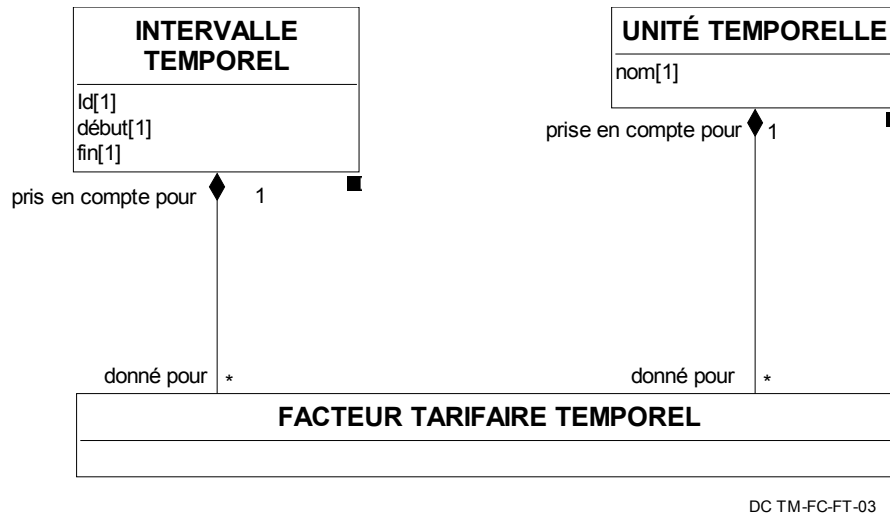 INTERVALLE
TEMPOREL
Id[1]
début[1]
fin[1]
UNITÉ TEMPORELLE
nom[1]
pris en compte pour 1
prise en compte pour 1
donné pour *
donné pour *
FACTEUR TARIFAIRE TEMPOREL
DC TM-FC-FT-03